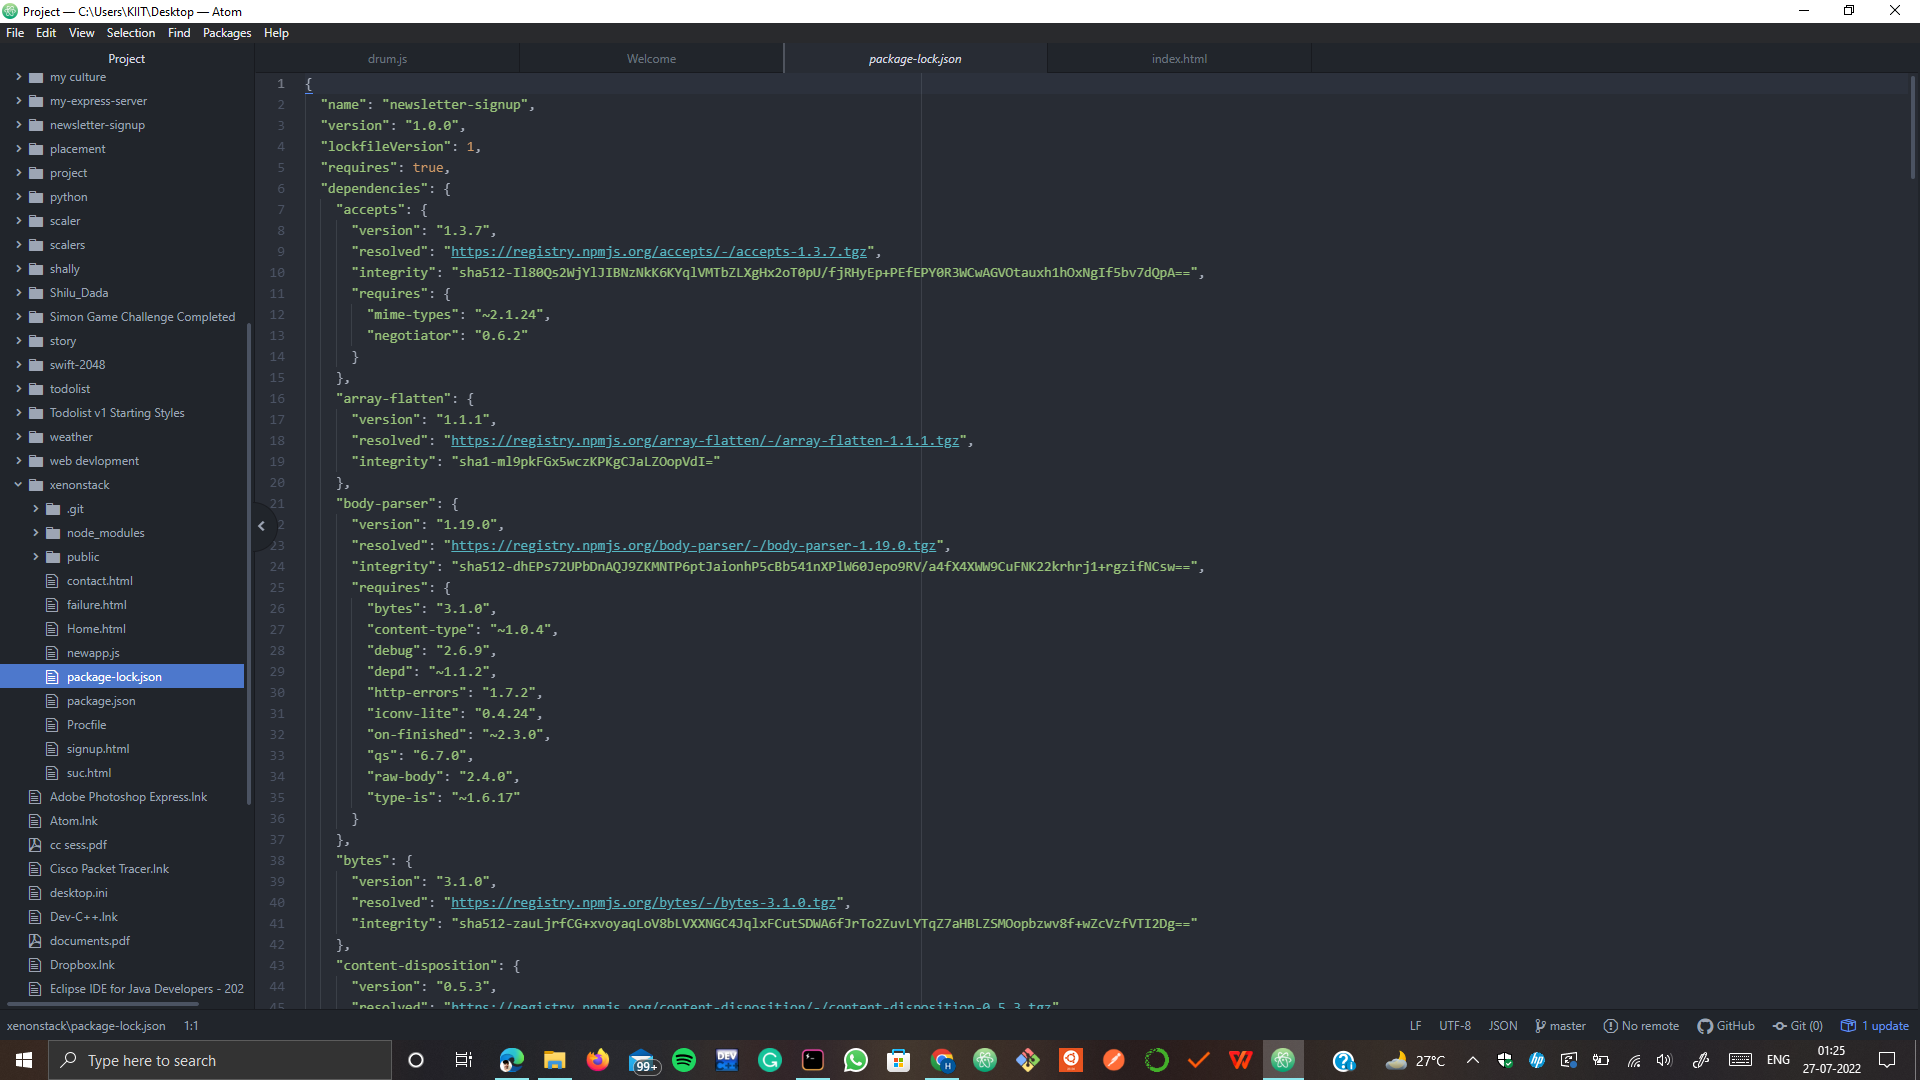 Project — C:\Users\KIIT\Desktop — Atom
File Edit View Selection Find Packages Help
Project
my culture
my-express-server
newsletter-signup
placement
project
python
scaler
scalers
shally
Shilu_Dada
Simon Game Challenge Completed
story
swift-2048
todolist
Todolist v1 Starting Styles
weather
web devlopment
xenonstack
.git
node_modules
public
contact.html
failure.html
Home.html
newapp.js
package-lock.json
package.json
Procfile
signup.html
suc.html
Adobe Photoshop Express.lnk
Atom.lnk
cc sess.pdf
Cisco Packet Tracer.lnk
desktop.ini
Dev-C++.lnk
documents.pdf
Dropbox.lnk
Eclipse IDE for Java Developers - 202
drum.js Welcome package-lock.json index.html
1 {
2 "name": "newsletter-signup",
3 "version": "1.0.0",
4 "lockfileVersion": 1,
5 "requires": true,
6 "dependencies": {
7 "accepts": {
8 "version": "1.3.7",
9 "resolved": "https://registry.npmjs.org/accepts/-/accepts-1.3.7.tgz",
10 "integrity": "sha512-Il80Qs2WjYlJIBNzNkK6KYqlVMTbZLXgHx2oT0pU/fjRHyEp+PEfEPY0R3WCwAGVOtauxh1hOxNgIf5bv7dQpA==",
11 "requires": {
12 "mime-types": "~2.1.24",
13 "negotiator": "0.6.2"
14 }
15 },
16 "array-flatten": {
17 "version": "1.1.1",
18 "resolved": "https://registry.npmjs.org/array-flatten/-/array-flatten-1.1.1.tgz",
19 "integrity": "sha1-ml9pkFGx5wczKPKgCJaLZOopVdI="
20 },
21 "body-parser": {
2 "version": "1.19.0",
23 "resolved": "https://registry.npmjs.org/body-parser/-/body-parser-1.19.0.tgz",
24 "integrity": "sha512-dhEPs72UPbDnAQJ9ZKMNTP6ptJaionhP5cBb541nXPlW60Jepo9RV/a4fX4XWW9CuFNK22krhrj1+rgzifNCsw==",
25 "requires": {
26 "bytes": "3.1.0",
27 "content-type": "~1.0.4",
28 "debug": "2.6.9",
29 "depd": "~1.1.2",
30 "http-errors": "1.7.2",
31 "iconv-lite": "0.4.24",
32 "on-finished": "~2.3.0",
33 "qs": "6.7.0",
34 "raw-body": "2.4.0",
35 "type-is": "~1.6.17"
36 }
37 },
38 "bytes": {
39 "version": "3.1.0",
40 "resolved": "https://registry.npmjs.org/bytes/-/bytes-3.1.0.tgz",
41 "integrity": "sha512-zauLjrfCG+xvoyaqLoV8bLVXXNGC4JqlxFCutSDWA6fJrTo2ZuvLYTqZ7aHBLZSMOopbzwv8f+wZcVzfVTI2Dg=="
42 },
43 "content-disposition": {
44 "version": "0.5.3",
45 "resolved": "https://registry.npmjs.org/content-disposition/-/content-disposition-0.5.3.tgz"
xenonstack\package-lock.json 1:1 LF UTF-8 JSON master No remote GitHub Git (0) 1 update
Type here to search 99+ DEV 27°C ENG 01:25
27-07-2022